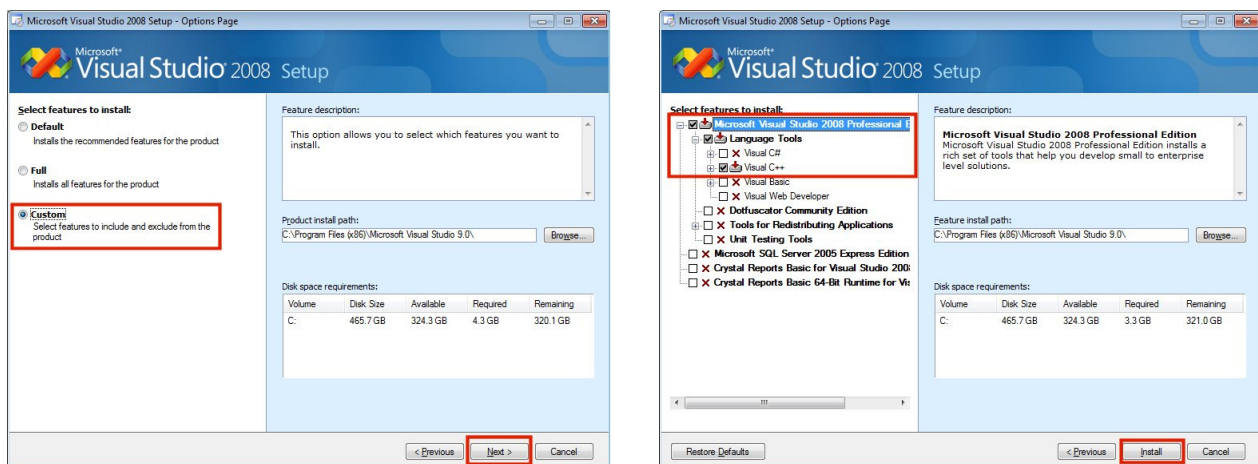 Microsoft Visual Studio 2008 Setup - Options Page
Microsoft®
Visual Studio® 2008 Setup
Select features to install:
Default
Installs the recommended features for the product
Full
Installs all features for the product
Custom
Select features to include and exclude from the
product
Feature description:
This option allows you to select which features you want to
install.
Product install path:
C:\Program Files (x86)\Microsoft Visual Studio 9.0\
Browse...
Disk space requirements:
Volume Disk Size Available Required Remaining
C: 465.7 GB 324.3 GB 4.3 GB 320.1 GB
< Previous Next > Cancel
Microsoft Visual Studio 2008 Setup - Options Page
Microsoft®
Visual Studio® 2008 Setup
Select features to install:
Microsoft Visual Studio 2008 Professional E
Language Tools
Visual C#
Visual C++
Visual Basic
Visual Web Developer
Dotfuscator Community Edition
Tools for Redistributing Applications
Unit Testing Tools
Microsoft SQL Server 2005 Express Edition
Crystal Reports Basic for Visual Studio 200
Crystal Reports Basic 64-Bit Runtime for Vi
Feature description:
Microsoft Visual Studio 2008 Professional Edition
Microsoft Visual Studio 2008 Professional Edition installs a
rich set of tools that help you develop small to enterprise
level solutions.
Feature install path:
C:\Program Files (x86)\Microsoft Visual Studio 9.0\
Browse...
Disk space requirements:
Volume Disk Size Available Required Remaining
C: 465.7 GB 324.3 GB 3.3 GB 321.0 GB
Restore Defaults < Previous Install Cancel